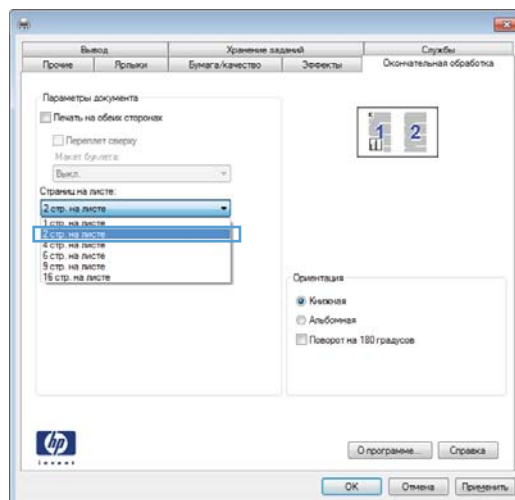 Вывод
Хранение заданий
Службы
Прочие
Ярлыки
Бумага/качество
Эффекты
Окончательная обработка
Параметры документа
Печать на обеих сторонах
Переплет сверху
Макет буклета:
Выкл.
Страниц на листе:
2 стр. на листе
1 стр. на листе
2 стр. на листе
4 стр. на листе
6 стр. на листе
9 стр. на листе
16 стр. на листе
1 2
Ориентация
Книжная
Альбомная
Поворот на 180 градусов
hp
invent
О программе... Справка
OK Отмена Применить